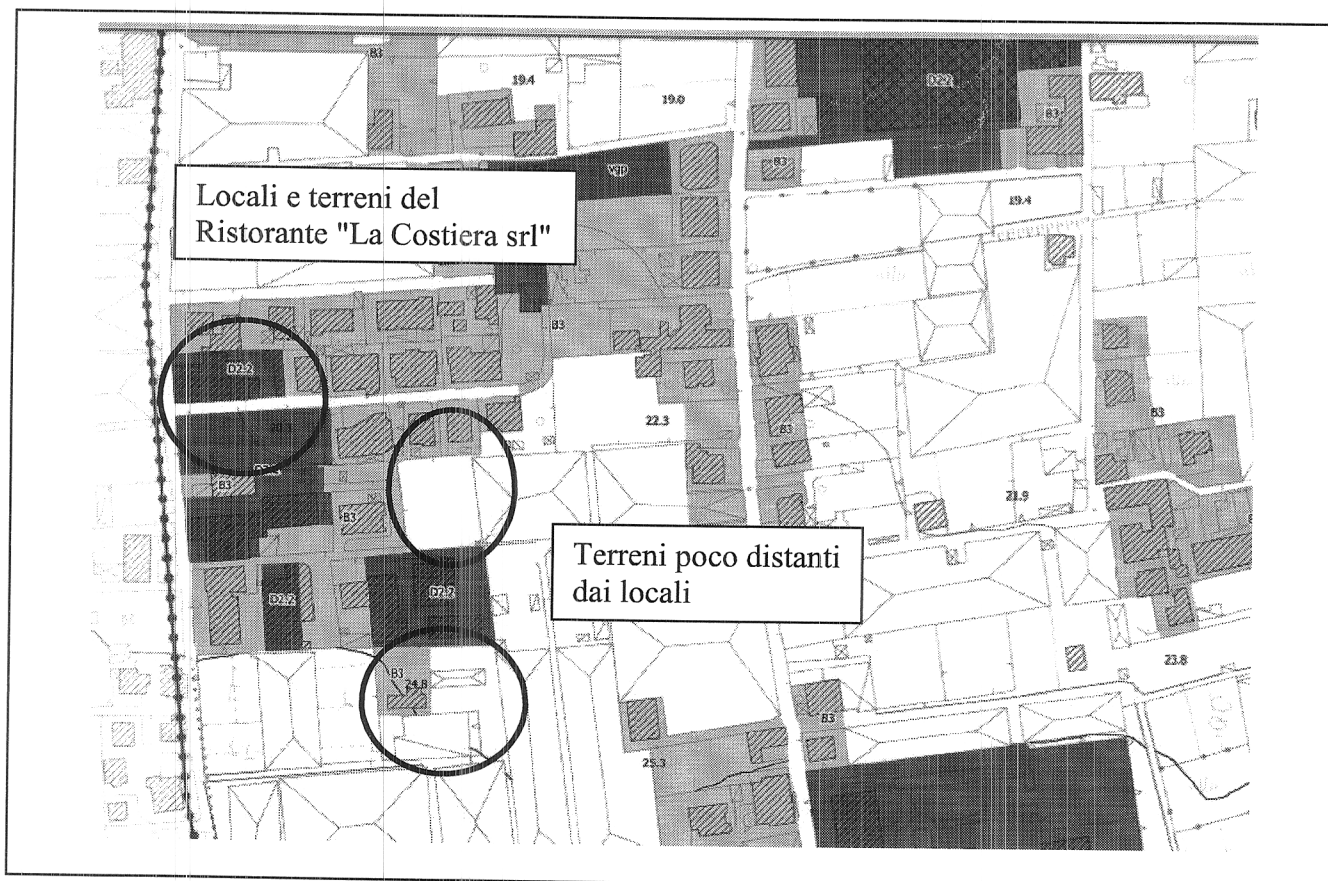 B3
19.4
19.0
D2.2
B3
B3
19.4
Locali e terreni del
Ristorante "La Costiera srl"
B3
D2.2
22.3
B3
B3
B3
B3
21.9
Terreni poco distanti
dai locali
D2.2
D2.2
B3
24.8
23.8
B3
25.3